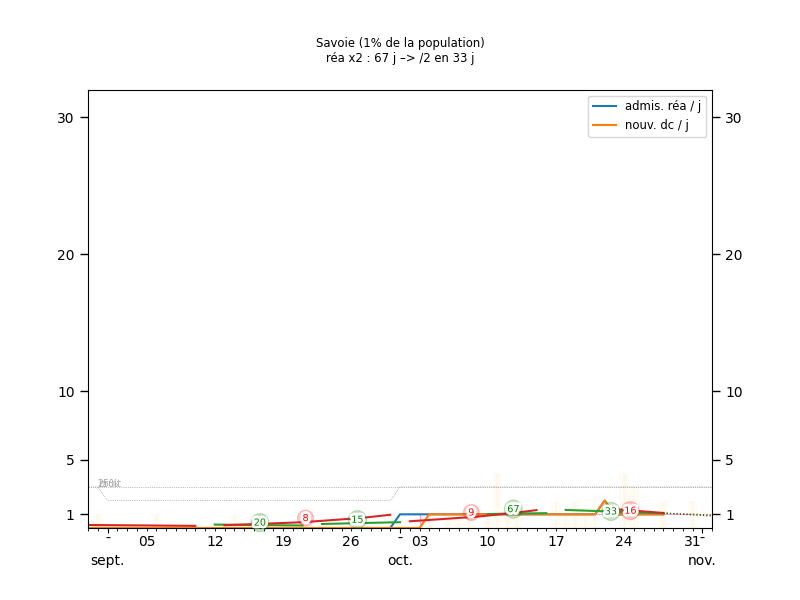 Savoie (1% de la population)
réa x2 : 67 j –> /2 en 33 j
admis. réa / j
nouv. dc / j
30 30
20 20
10 10
5 5
1 1
20 8 15 9 67 33 -16
- 05 12 19 26 - 03 10 17 24 31 -
sept. oct. nov.